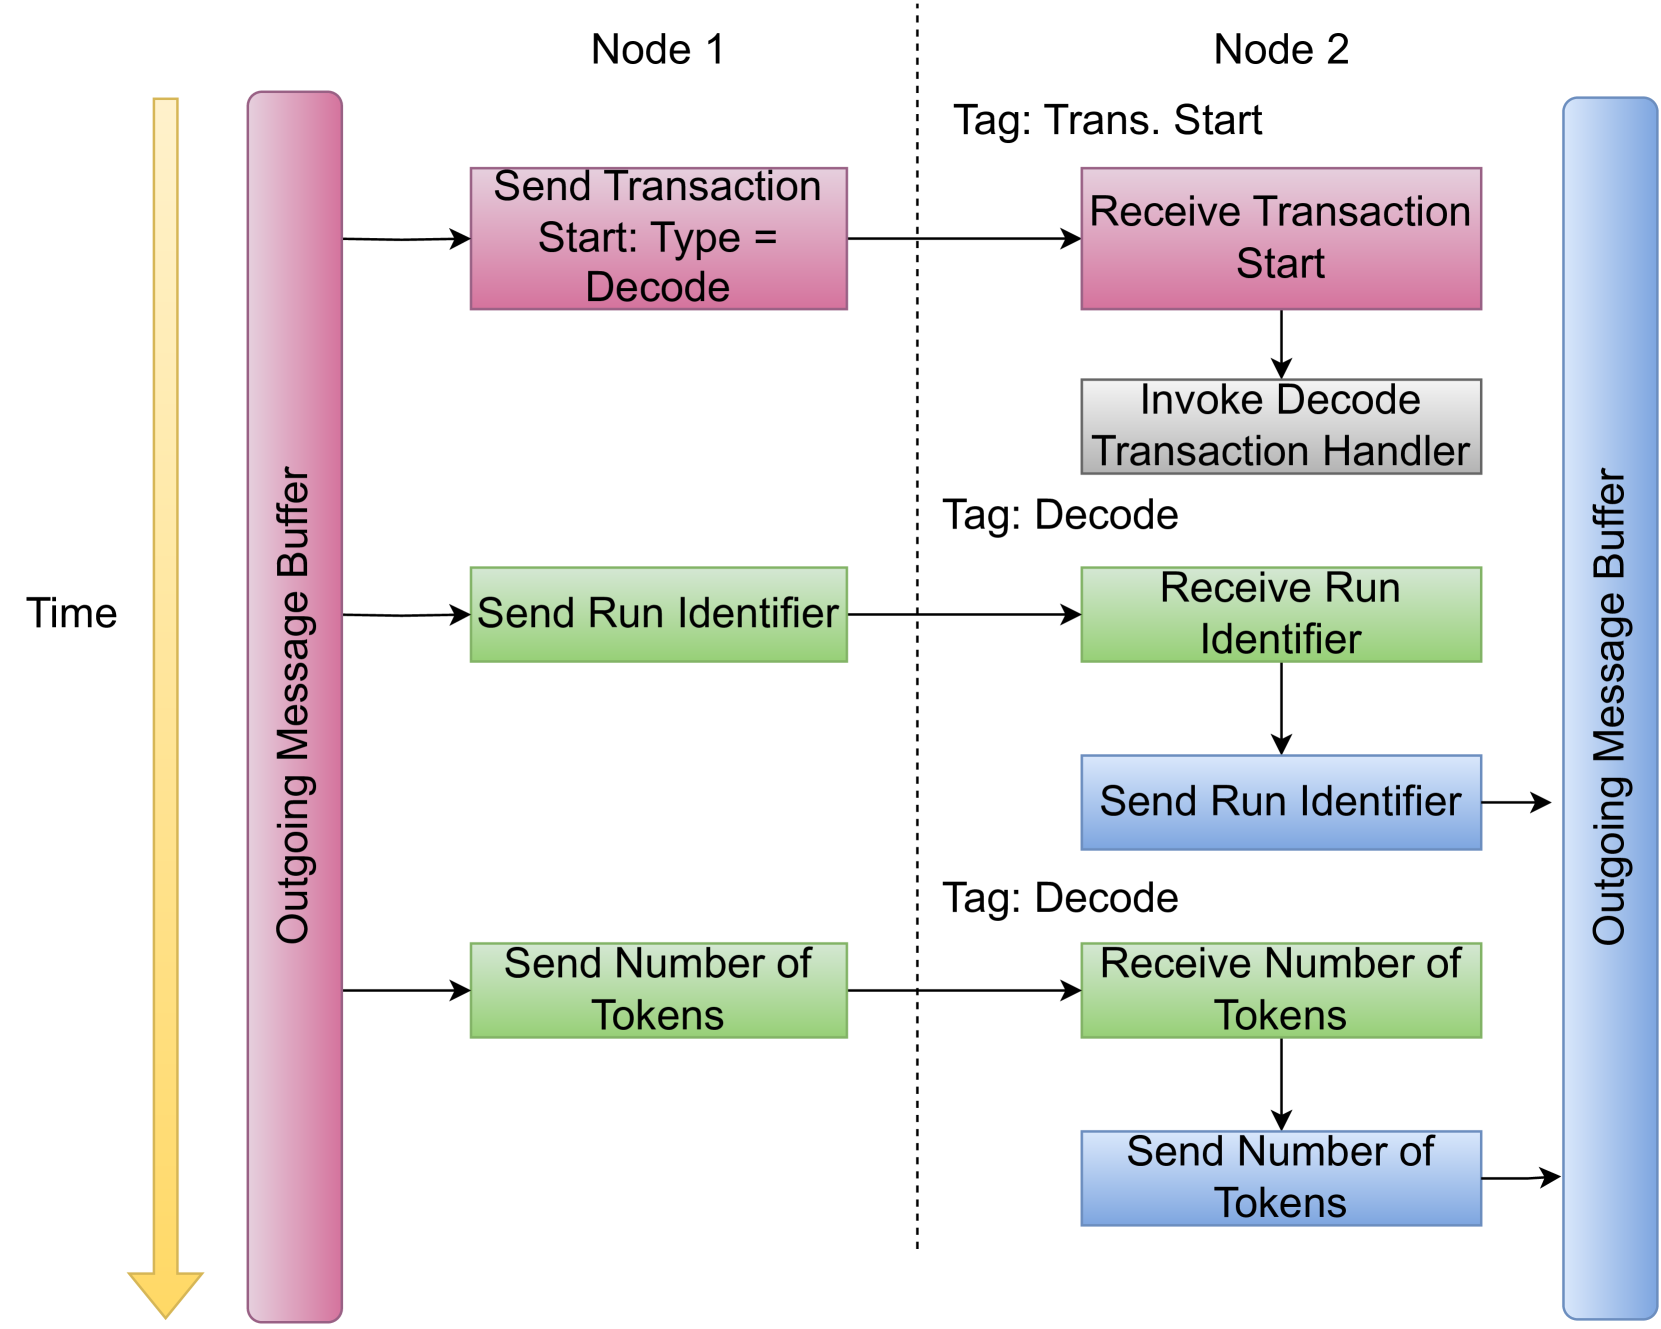 Node 1
Node 2
Tag: Trans. Start
Send Transaction
Start: Type =
Decode
Receive Transaction
Start
Invoke Decode
Transaction Handler
Tag: Decode
Time
Outgoing Message Buffer
Send Run Identifier
Receive Run
Identifier
Outgoing Message Buffer
Send Run Identifier
Tag: Decode
Send Number of
Tokens
Receive Number of
Tokens
Send Number of
Tokens